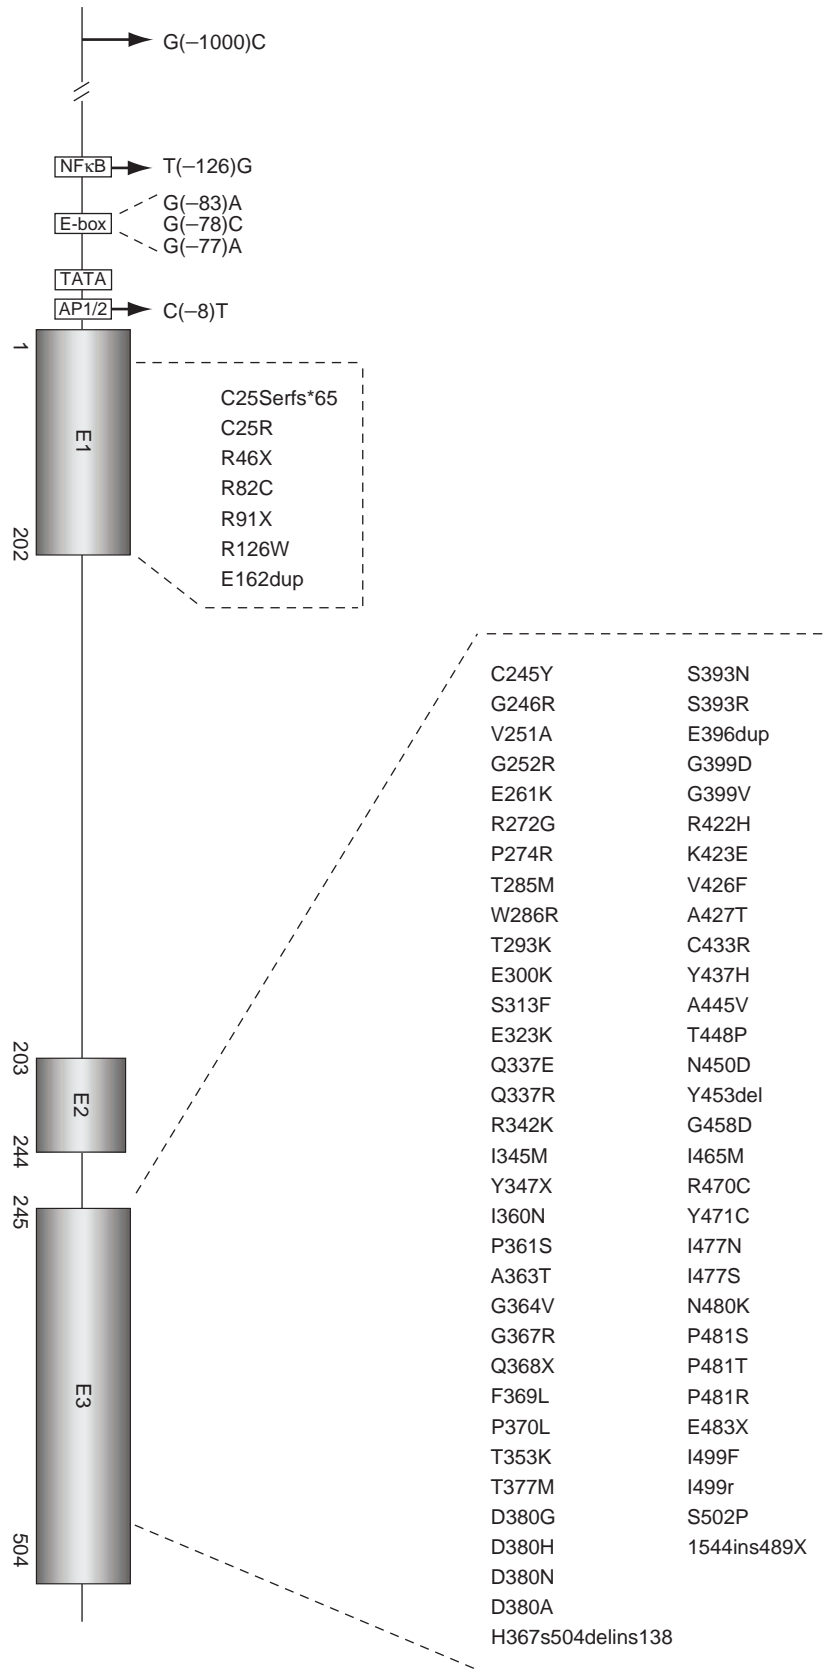 G(−1000)C
NFκB
T(−126)G
G(−83)A
E-box
G(−78)C
G(−77)A
TATA
AP1/2
C(−8)T
1
E1
202
C25Serfs*65
C25R
R46X
R82C
R91X
R126W
E162dup
203
E2
244
245
E3
504
C245Y
G246R
V251A
G252R
E261K
R272G
P274R
T285M
W286R
T293K
E300K
S313F
E323K
Q337E
Q337R
R342K
I345M
Y347X
I360N
P361S
A363T
G364V
G367R
Q368X
F369L
P370L
T353K
T377M
D380G
D380H
D380N
D380A
H367s504delins138
S393N
S393R
E396dup
G399D
G399V
R422H
K423E
V426F
A427T
C433R
Y437H
A445V
T448P
N450D
Y453del
G458D
I465M
R470C
Y471C
I477N
I477S
N480K
P481S
P481T
P481R
E483X
I499F
I499r
S502P
1544ins489X